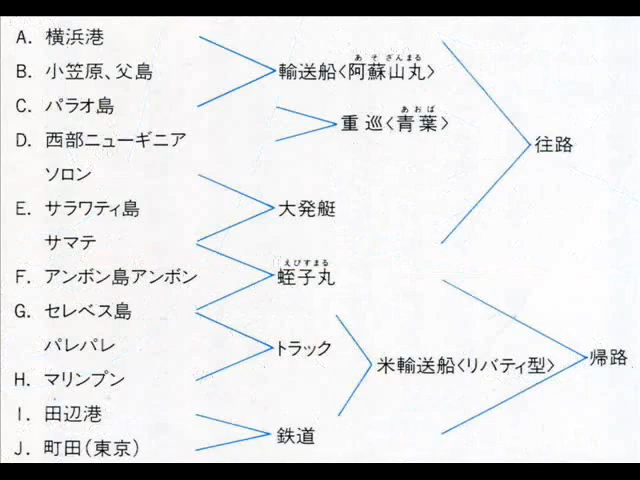 A. 横浜港
B. 小笠原、父島
C. パラオ島
D. 西部ニューギニア
ソロン
E. サラワティ島
サマテ
F. アンボン島アンボン
G. セレベス島
パレパレ
H. マリンプン
I. 田辺港
J. 町田(東京)
あそざんまる
輸送船〈阿蘇山丸〉
あおば
重巡〈青葉〉
大発艇
えびすまる
蛭子丸
トラック
米輸送船〈リバティ型〉
鉄道
往路
帰路